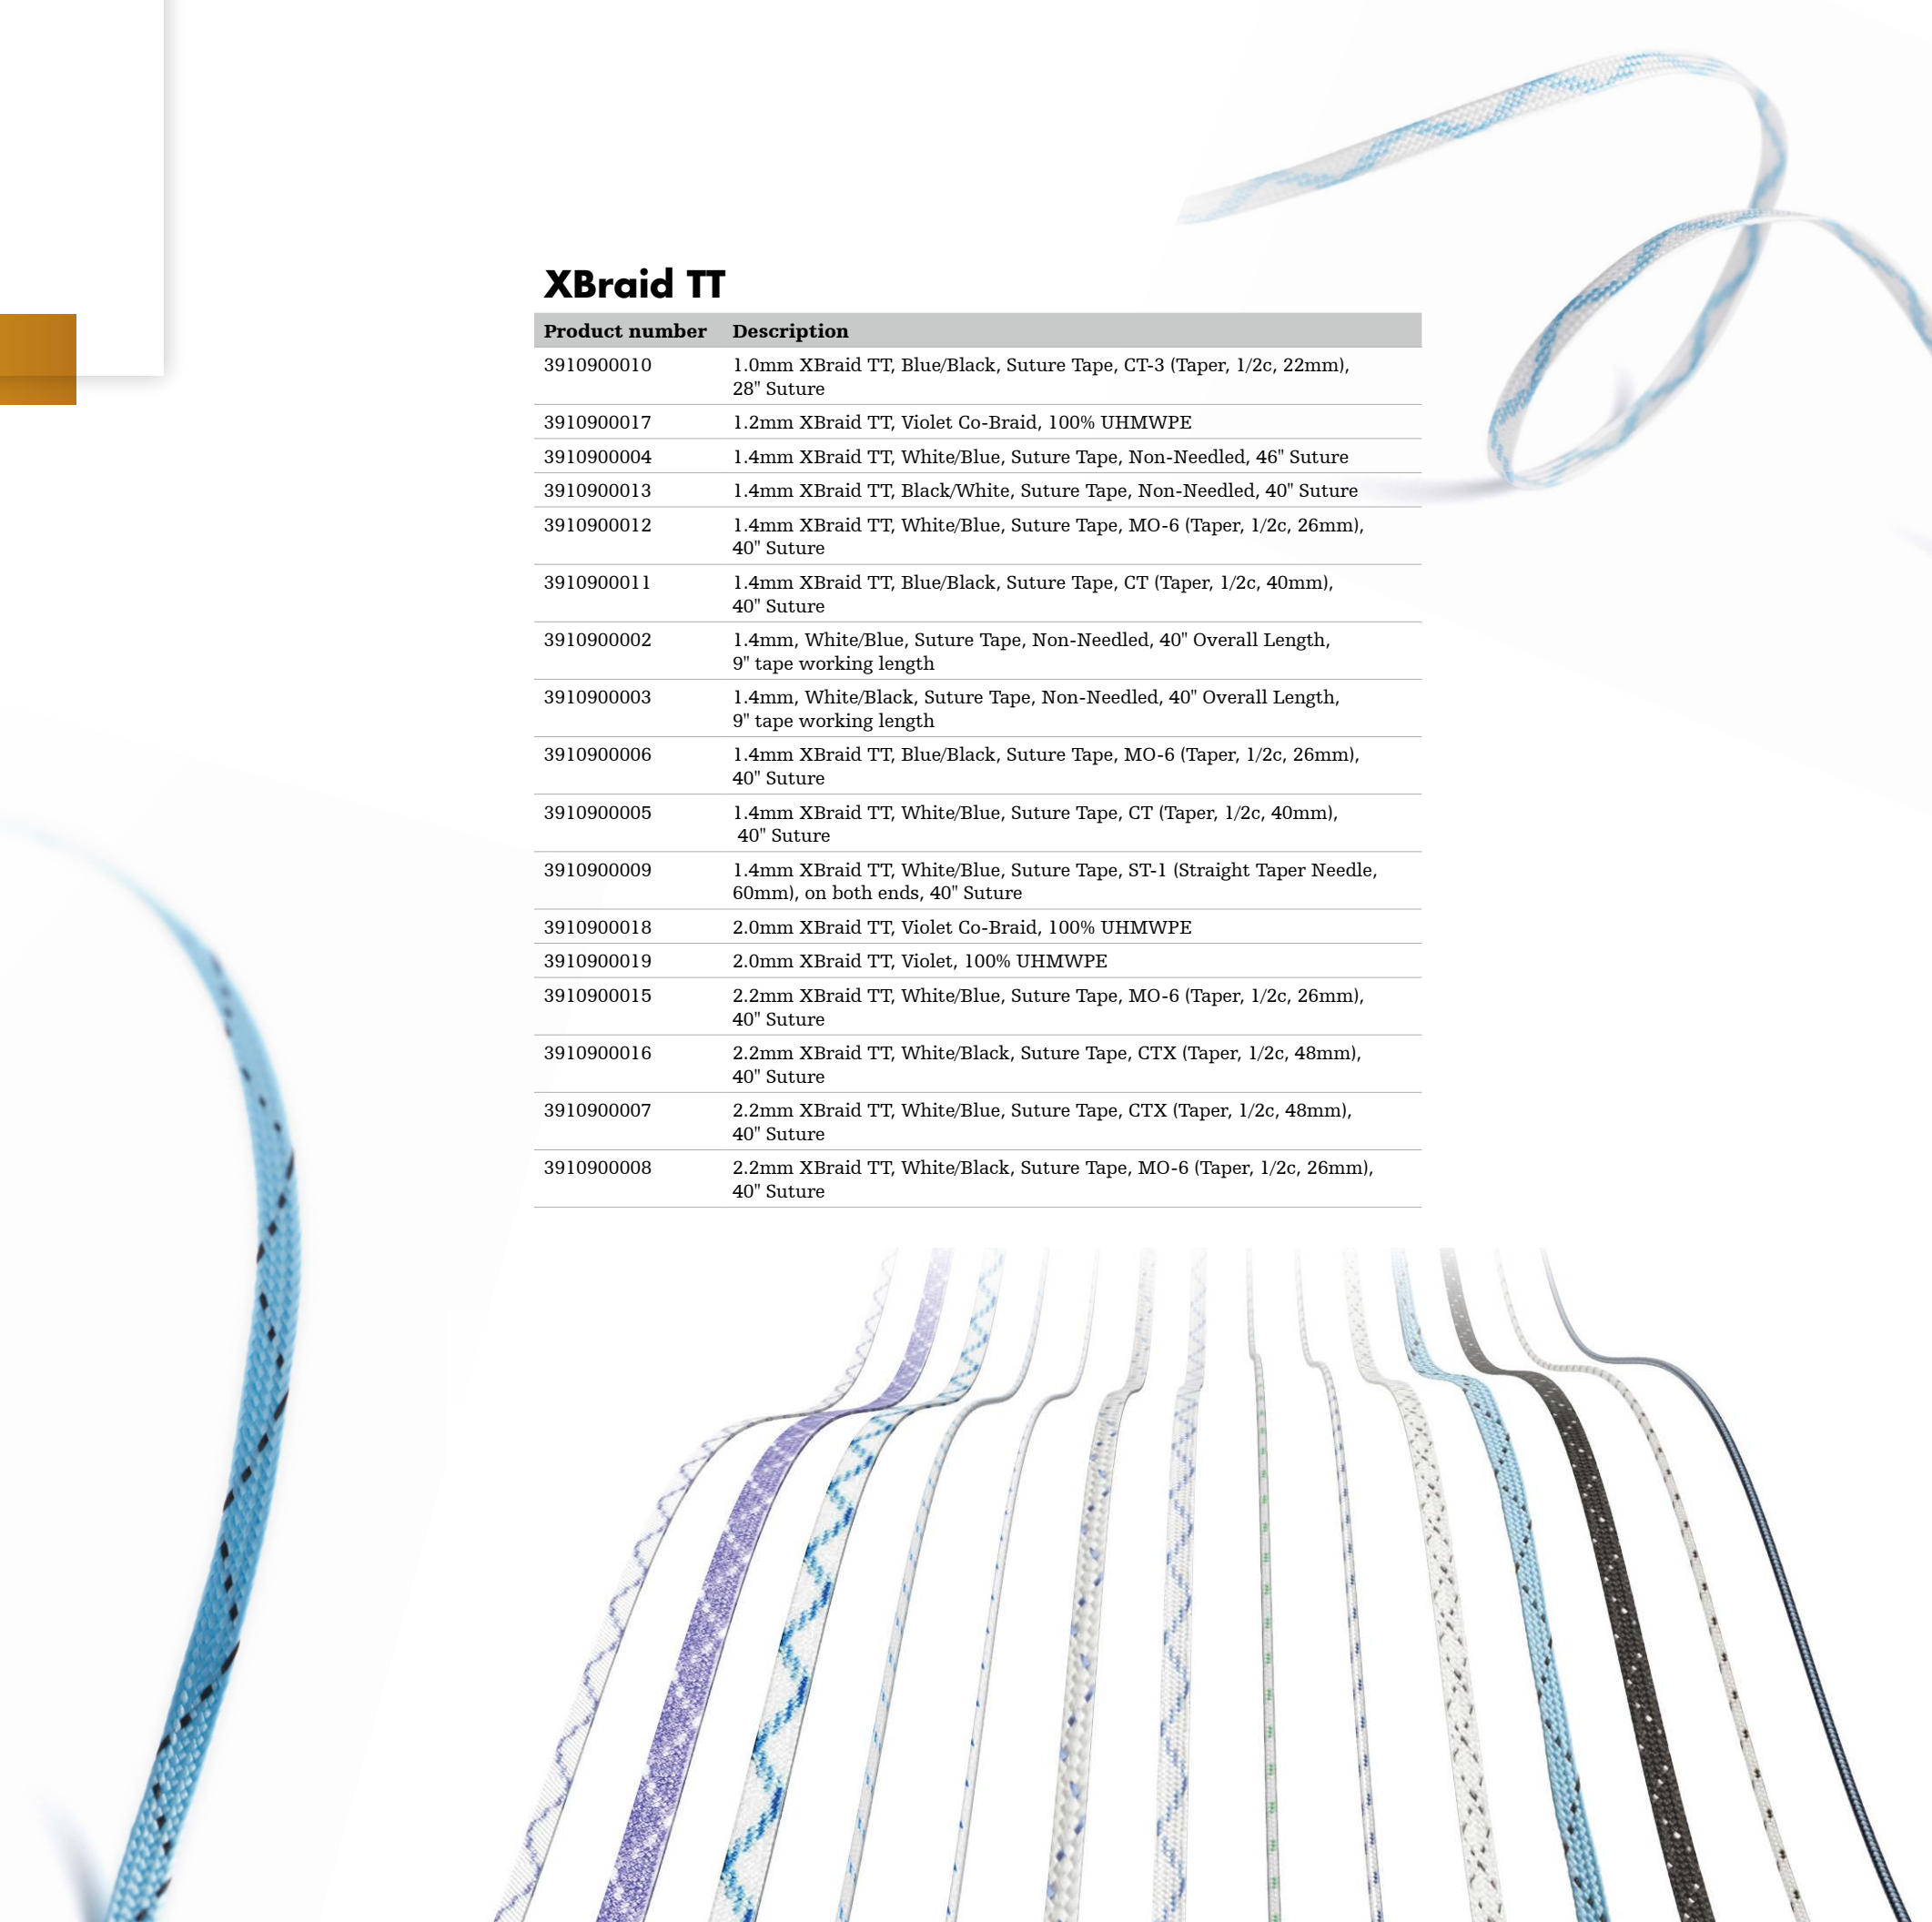 XBraid TT
Product number Description
3910900010 1.0mm XBraid TT, Blue/Black, Suture Tape, CT-3 (Taper, 1/2c, 22mm),
28" Suture
3910900017 1.2mm XBraid TT, Violet Co-Braid, 100% UHMWPE
3910900004 1.4mm XBraid TT, White/Blue, Suture Tape, Non-Needled, 46" Suture
3910900013 1.4mm XBraid TT, Black/White, Suture Tape, Non-Needled, 40" Suture
3910900012 1.4mm XBraid TT, White/Blue, Suture Tape, MO-6 (Taper, 1/2c, 26mm),
40" Suture
3910900011 1.4mm XBraid TT, Blue/Black, Suture Tape, CT (Taper, 1/2c, 40mm),
40" Suture
3910900002 1.4mm, White/Blue, Suture Tape, Non-Needled, 40" Overall Length,
9" tape working length
3910900003 1.4mm, White/Black, Suture Tape, Non-Needled, 40" Overall Length,
9" tape working length
3910900006 1.4mm XBraid TT, Blue/Black, Suture Tape, MO-6 (Taper, 1/2c, 26mm),
40" Suture
3910900005 1.4mm XBraid TT, White/Blue, Suture Tape, CT (Taper, 1/2c, 40mm),
40" Suture
3910900009 1.4mm XBraid TT, White/Blue, Suture Tape, ST-1 (Straight Taper Needle,
60mm), on both ends, 40" Suture
3910900018 2.0mm XBraid TT, Violet Co-Braid, 100% UHMWPE
3910900019 2.0mm XBraid TT, Violet, 100% UHMWPE
3910900015 2.2mm XBraid TT, White/Blue, Suture Tape, MO-6 (Taper, 1/2c, 26mm),
40" Suture
3910900016 2.2mm XBraid TT, White/Black, Suture Tape, CTX (Taper, 1/2c, 48mm),
40" Suture
3910900007 2.2mm XBraid TT, White/Blue, Suture Tape, CTX (Taper, 1/2c, 48mm),
40" Suture
3910900008 2.2mm XBraid TT, White/Black, Suture Tape, MO-6 (Taper, 1/2c, 26mm),
40" Suture